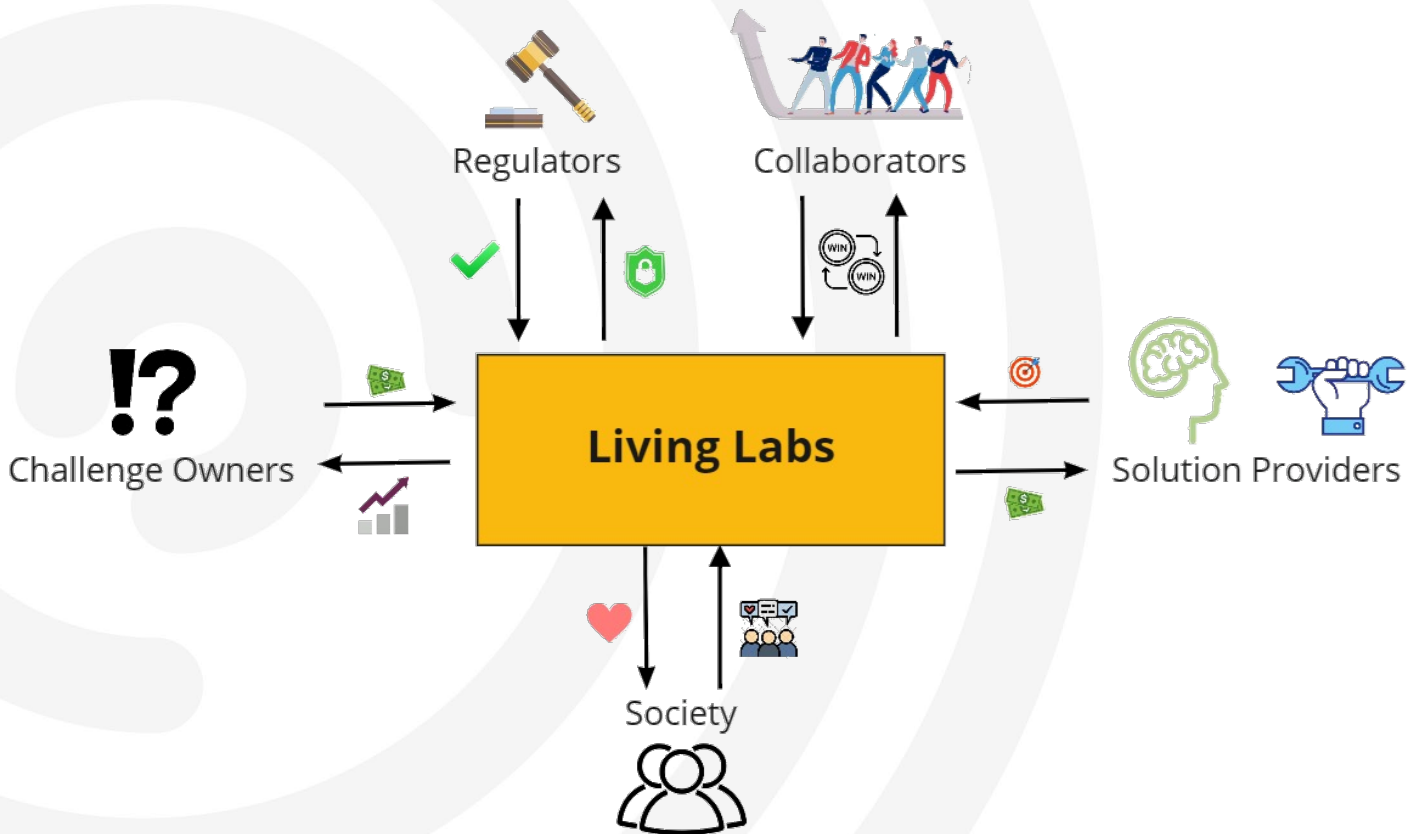 Regulators
Collaborators
WIN
WIN
!?
Challenge Owners
$
Living Labs
Solution Providers
$
Society